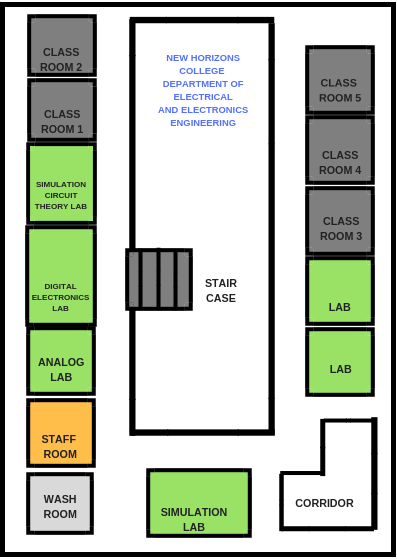 CLASS
ROOM 2
CLASS
ROOM 1
SIMULATION
CIRCUIT
THEORY LAB
DIGITAL
ELECTRONICS
LAB
ANALOG
LAB
STAFF
ROOM
WASH
ROOM
NEW HORIZONS
COLLEGE
DEPARTMENT OF
ELECTRICAL
AND ELECTRONICS
ENGINEERING
STAIR
CASE
SIMULATION
LAB
CLASS
ROOM 5
CLASS
ROOM 4
CLASS
ROOM 3
LAB
LAB
CORRIDOR